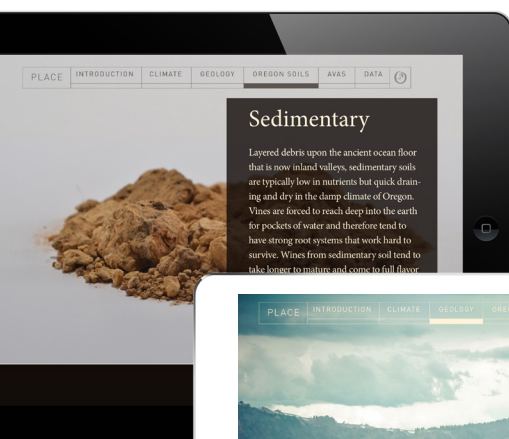 PLACE INTRODUCTION CLIMATE GEOLOGY OREGON SOILS AVAS DATA
Sedimentary
Layered debris upon the ancient ocean floor
that is now inland valleys, sedimentary soils
are typically low in nutrients but quick drain-
ing and dry in the damp climate of Oregon.
Vines are forced to reach deep into the earth
for pockets of water and therefore tend to
have strong root systems that work hard to
survive. Wines from sedimentary soil tend to
take longer to mature and come to full flavor
PLACE INTRODUCTION CLIMATE GEOLOGY ORE